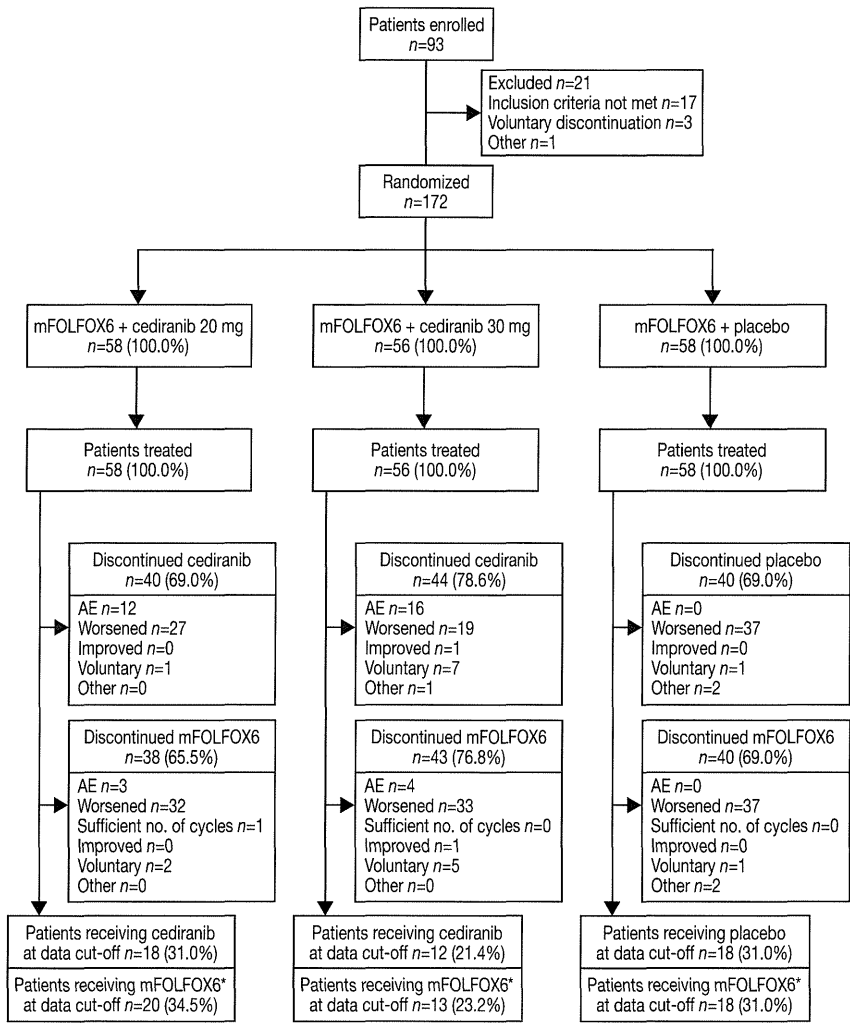 Patients enrolled
n=93
Excluded n=21
Inclusion criteria not met n=17
Voluntary discontinuation n=3
Other n=1
Randomized
n=172
mFOLFOX6 + cediranib 20 mg
n=58 (100.0%)
mFOLFOX6 + cediranib 30 mg
n=56 (100.0%)
mFOLFOX6 + placebo
n=58 (100.0%)
Patients treated
n=58 (100.0%)
Patients treated
n=56 (100.0%)
Patients treated
n=58 (100.0%)
Discontinued cediranib
n=40 (69.0%)
AE n=12
Worsened n=27
Improved n=0
Voluntary n=1
Other n=0
Discontinued cediranib
n=44 (78.6%)
AE n=16
Worsened n=19
Improved n=1
Voluntary n=7
Other n=1
Discontinued placebo
n=40 (69.0%)
AE n=0
Worsened n=37
Improved n=0
Voluntary n=1
Other n=2
Discontinued mFOLFOX6
n=38 (65.5%)
AE n=3
Worsened n=32
Sufficient no. of cycles n=1
Improved n=0
Voluntary n=2
Other n=0
Discontinued mFOLFOX6
n=43 (76.8%)
AE n=4
Worsened n=33
Sufficient no. of cycles n=0
Improved n=1
Voluntary n=5
Other n=0
Discontinued mFOLFOX6
n=40 (69.0%)
AE n=0
Worsened n=37
Sufficient no. of cycles n=0
Improved n=0
Voluntary n=1
Other n=2
Patients receiving cediranib
at data cut-off n=18 (31.0%)
Patients receiving mFOLFOX6*
at data cut-off n=20 (34.5%)
Patients receiving cediranib
at data cut-off n=12 (21.4%)
Patients receiving mFOLFOX6*
at data cut-off n=13 (23.2%)
Patients receiving placebo
at data cut-off n=18 (31.0%)
Patients receiving mFOLFOX6*
at data cut-off n=18 (31.0%)